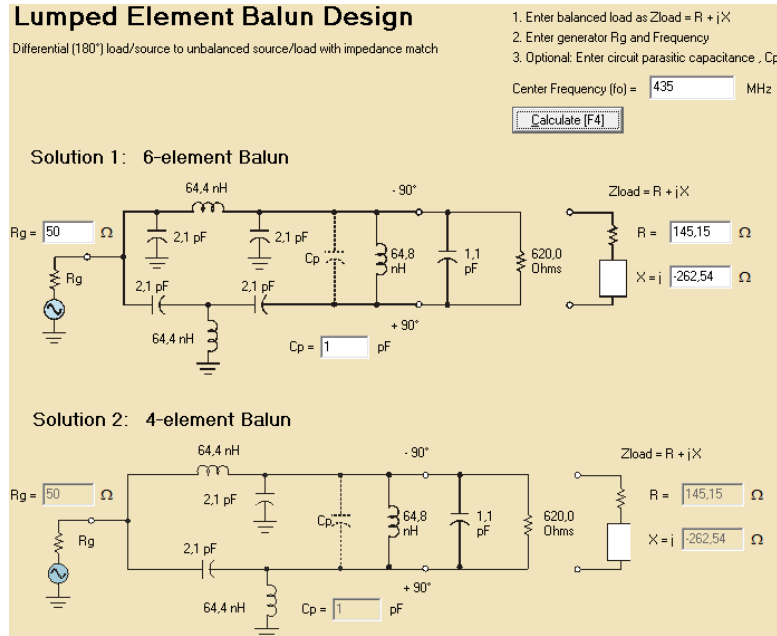 Lumped Element Balun Design
Differential (180°) load/source to unbalanced source/load with impedance match
1. Enter balanced load as Zload = R + jX
2. Enter generator Rg and Frequency
3. Optional: Enter circuit parasitic capacitance , Cp
Center Frequency (fo) = 435 MHz
Calculate [F4]
Solution 1: 6-element Balun
64,4 nH
- 90°
Zload = R + jX
Rg = 50 Ω
2,1 pF
2,1 pF
Cp
64,8 nH
1,1 pF
620,0 Ohms
R = 145,15 Ω
Rg
2,1 pF
2,1 pF
X = j -262,54 Ω
64,4 nH
+ 90°
Cp = 1 pF
Solution 2: 4-element Balun
64,4 nH
- 90°
Zload = R + jX
Rg = 50 Ω
2,1 pF
Cp
64,8 nH
1,1 pF
620,0 Ohms
R = 145,15 Ω
Rg
2,1 pF
X = j -262,54 Ω
64,4 nH
+ 90°
Cp = 1 pF